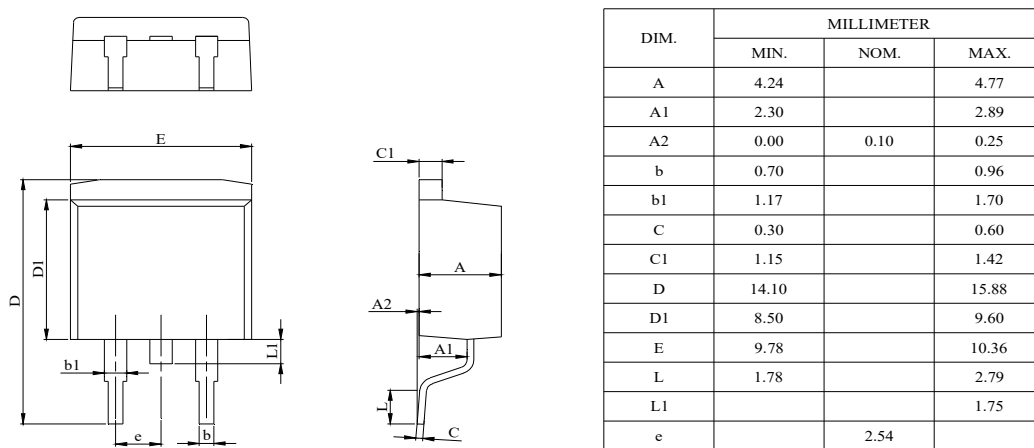 E
D
D1
L1
b1
e
b
C1
A
A2
A1
L
C
DIM. MILLIMETER
MIN. NOM. MAX.
A 4.24 4.77
A1 2.30 2.89
A2 0.00 0.10 0.25
b 0.70 0.96
b1 1.17 1.70
C 0.30 0.60
C1 1.15 1.42
D 14.10 15.88
D1 8.50 9.60
E 9.78 10.36
L 1.78 2.79
L1 1.75
e 2.54